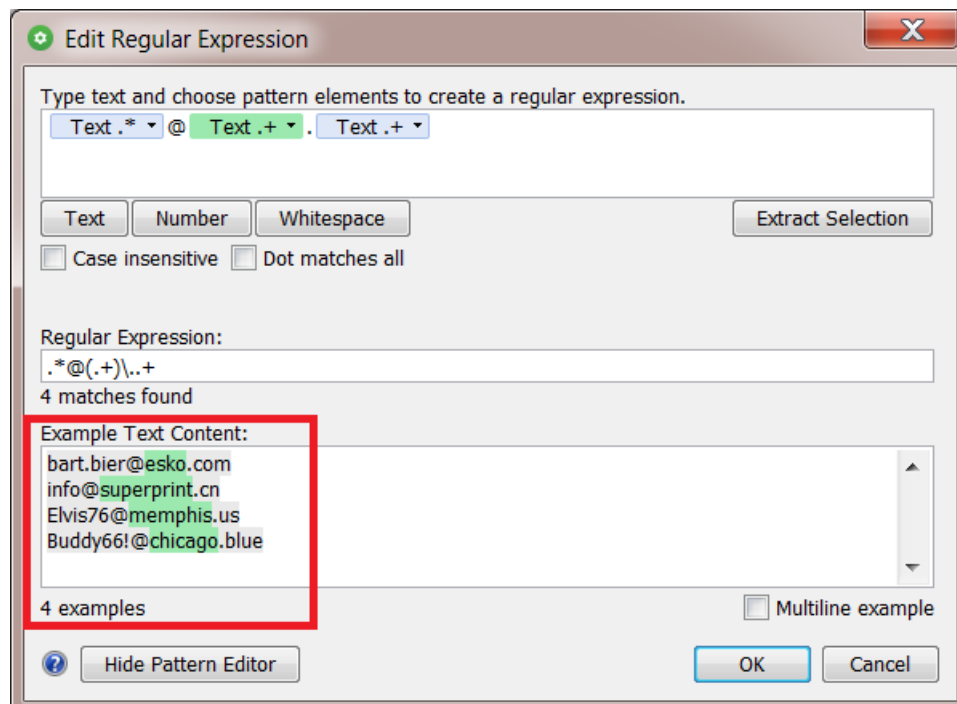 Edit Regular Expression
Type text and choose pattern elements to create a regular expression.
Text .* @ Text .+ . Text .+
Text Number Whitespace Extract Selection
Case insensitive Dot matches all
Regular Expression:
.*@(.+)\..+
4 matches found
Example Text Content:
bart.bier@esko.com
info@superprint.cn
Elvis76@memphis.us
Buddy66!@chicago.blue
4 examples Multiline example
Hide Pattern Editor OK Cancel